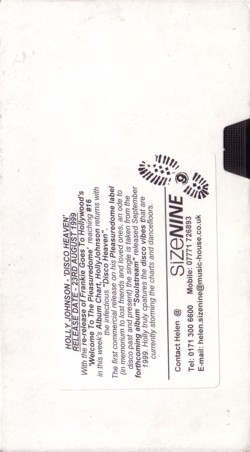 HOLLY JOHNSON - 'DISCO HEAVEN'
RELEASE DATE - 23RD AUGUST 1999
With the re-release of Frankie Goes To Hollywood's
'Welcome To The Pleasuredome' reaching #16
in this week's Album Chart, HollyJohnson returns with
the infectious "Disco Heaven".
The first commercial release on his Pleasuredome label
(in memorium to lost friends and loved ones, an ode to
disco past and present) the single is taken from the
forthcoming album "Soulstream" released September
1999. Holly truly cpatures the disco vibes that are
currently storming the charts and dancefloors.
sizeNINE
9
Contact Helen @
Tel: 0171 300 6600 Mobile: 07771 726893
E-mail: helen.sizenine@music-house.co.uk